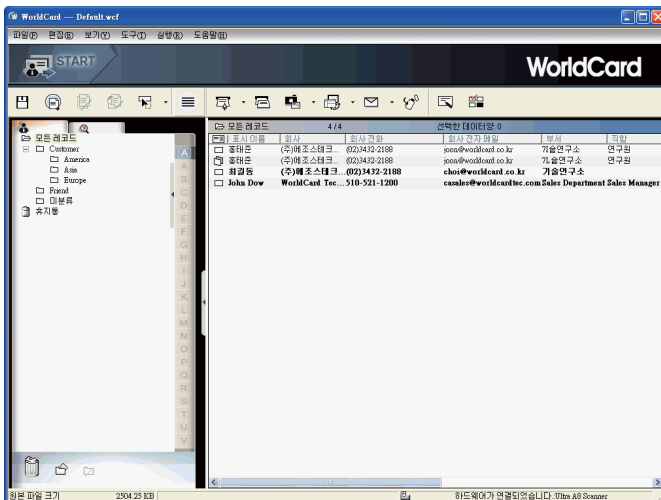 WorldCard --- Default.wcf
파일(F) 편집(E) 보기(V) 도구(T) 실행(R) 도움말(H)
START
WorldCard
모든 레코드 4/4 선택한 데이터양: 0
표시 이름 회사 회사 전화 회사 전자 메일 부서 직함
홍태준 (주)에조스테크... (02)3432-2188 joon@worldcard.co.kr 기술연구소 연구원
홍태준 (주)에조스테크... (02)3432-2188 joon@worldcard.co.kr 기술연구소 연구원
최길동 (주)에조스테크... (02)3432-2188 choi@worldcard.co.kr 기술연구소
John Dow WorldCard Tec... 510-521-1200 casales@worldcardtec.com Sales Department Sales Manager
모든 레코드
Customer
America
Asia
Europe
Friend
미분류
휴지통
A
A
B
C
D
E
F
G
H
I
J
K
L
M
N
O
P
Q
R
S
T
U
V
원본 파일 크기 2504.25 KB 하드웨어가 연결되었습니다.:Ultra A8 Scanner